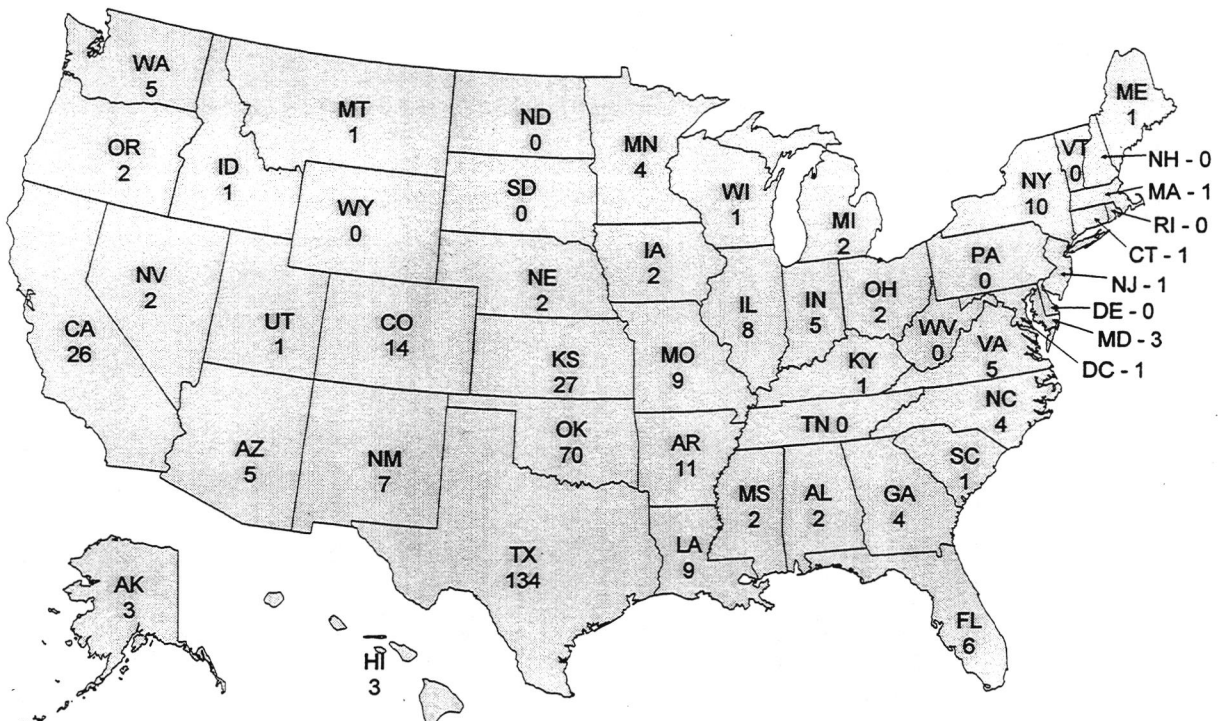 WA
5
MT
1
ND
0
MN
4
ME
1
OR
2
ID
1
SD
0
WI
1
MI
2
VT
0
NH - 0
NY
10
MA - 1
RI - 0
CT - 1
WY
0
IA
2
NE
2
PA
0
NJ - 1
DE - 0
MD - 3
DC - 1
NV
2
CA
26
UT
1
CO
14
IL
8
IN
5
OH
2
WV
0
VA
5
KS
27
MO
9
KY
1
NC
4
TN 0
AZ
5
NM
7
OK
70
AR
11
SC
1
MS
2
AL
2
GA
4
TX
134
LA
9
AK
3
HI
3
FL
6